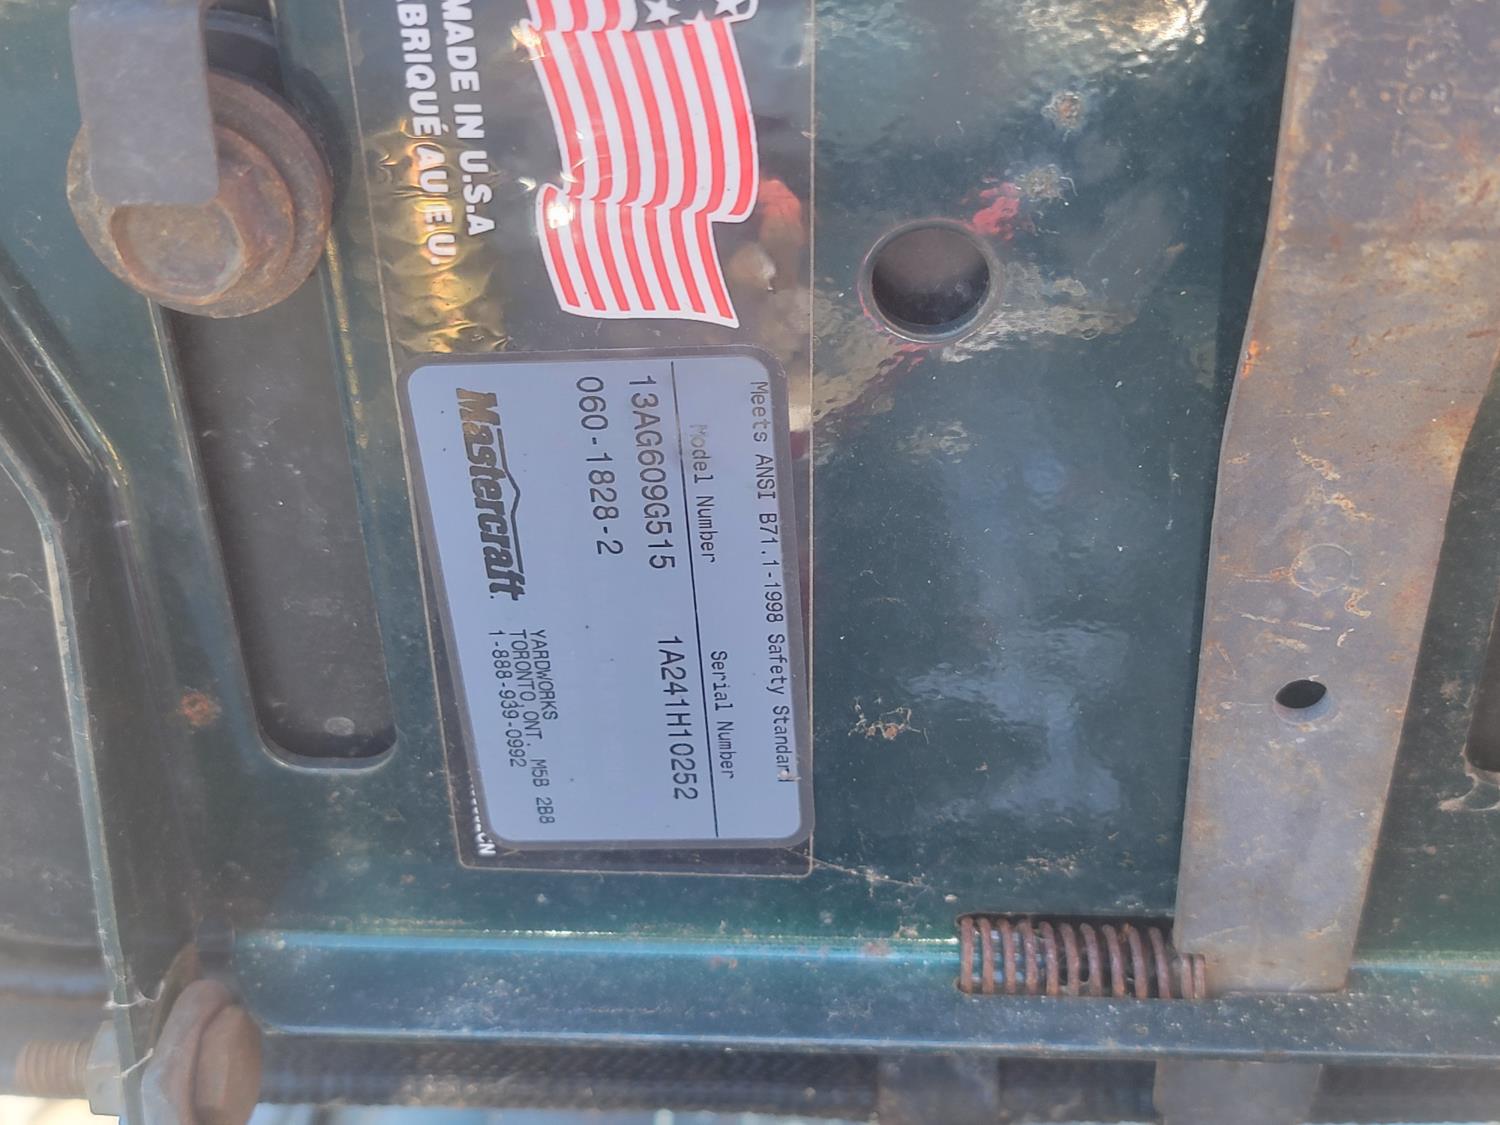 MADE IN U.S.A
FABRIQUÉ AU E.U.
Meets ANSI B71.1-1998 Safety Standard
Model Number Serial Number
13AG609G515 1A241H10252
060-1828-2
Mastercraft
YARDWORKS
TORONTO,ONT. M5B 2B8
1-888-939-0992